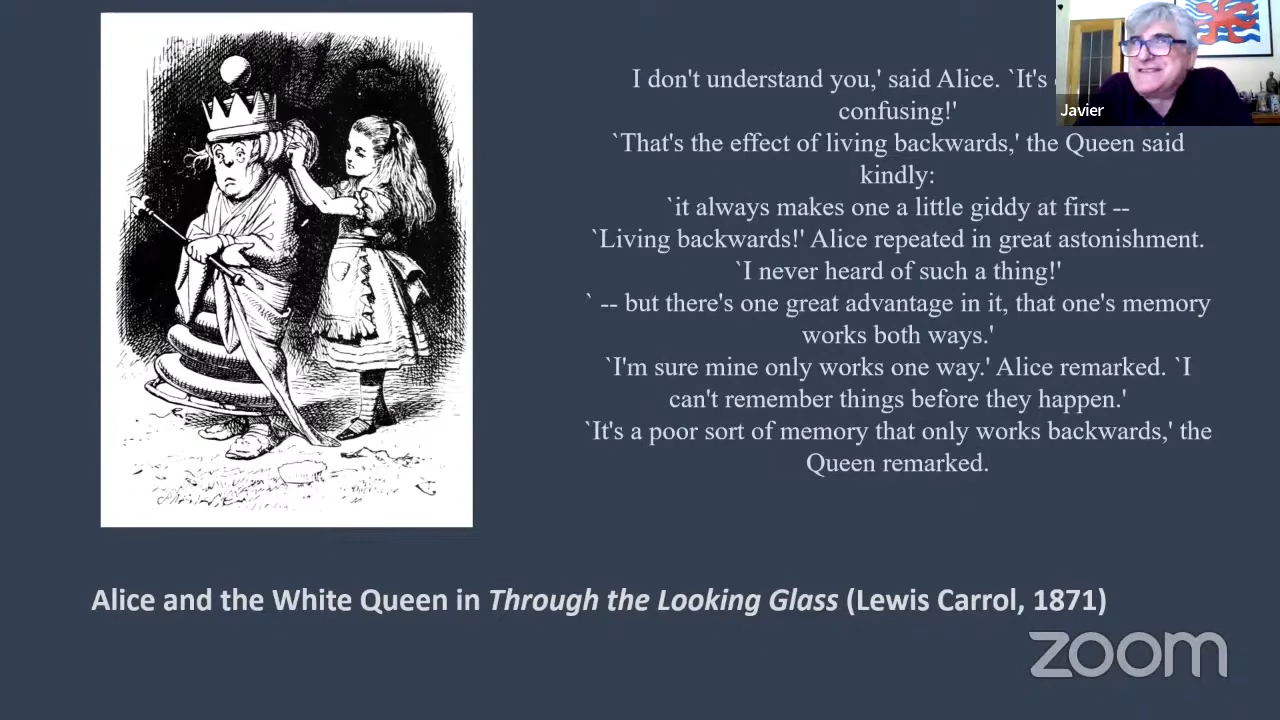 I don't understand you,' said Alice. `It's
confusing!'
`That's the effect of living backwards,' the Queen said
kindly:
`it always makes one a little giddy at first --
`Living backwards!' Alice repeated in great astonishment.
`I never heard of such a thing!'
` -- but there's one great advantage in it, that one's memory
works both ways.'
`I'm sure mine only works one way.' Alice remarked. `I
can't remember things before they happen.'
`It's a poor sort of memory that only works backwards,' the
Queen remarked.
Javier
Alice and the White Queen in Through the Looking Glass (Lewis Carrol, 1871)
zoom